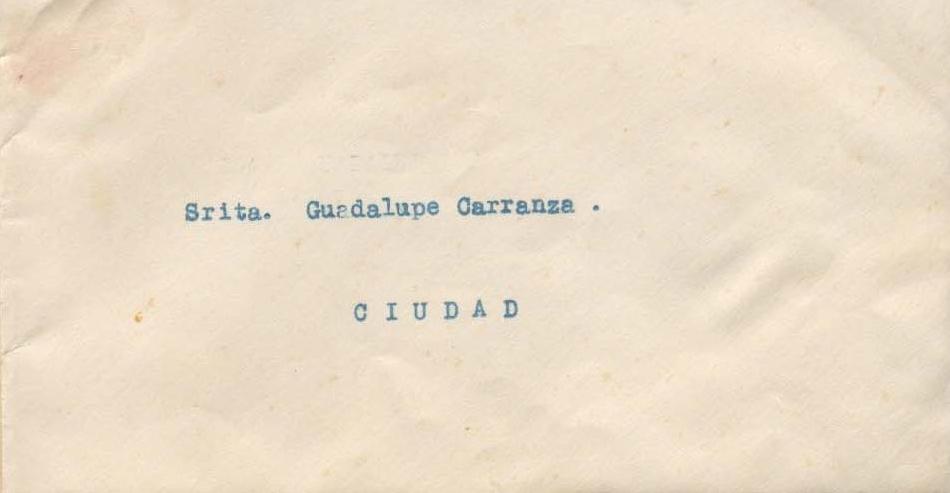 Srita. Guadalupe Carranza .
C I U D A D